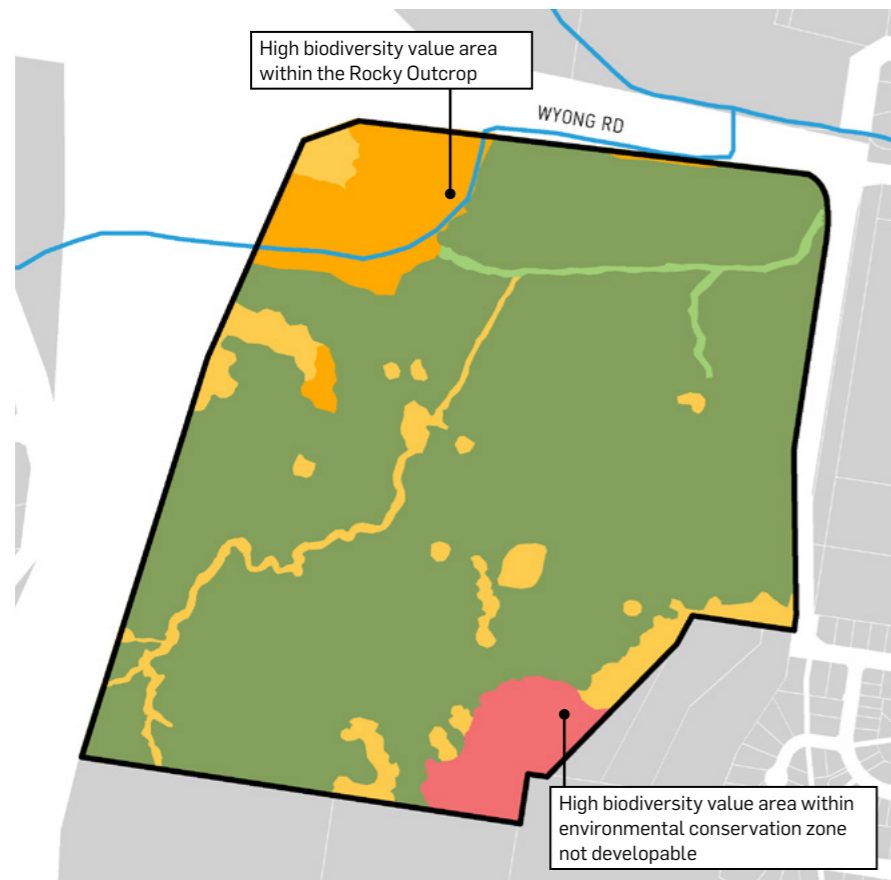 High biodiversity value area
within the Rocky Outcrop
WYONG RD
High biodiversity value area within
environmental conservation zone
not developable